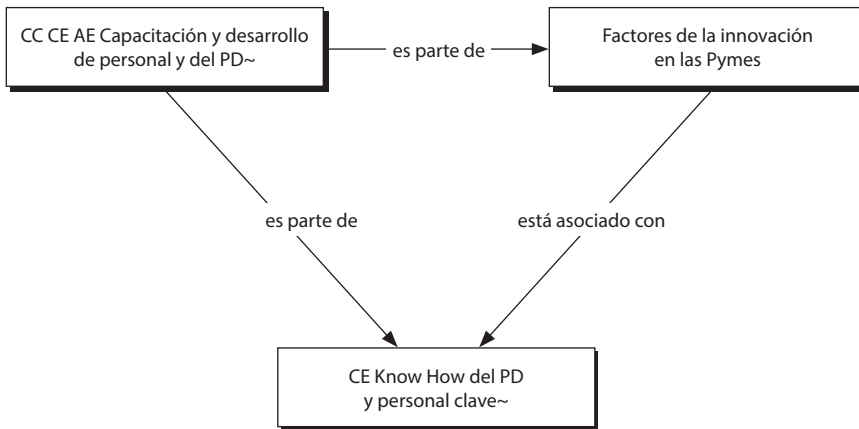 CC CE AE Capacitación y desarrollo
de personal y del PD~
es parte de
Factores de la innovación
en las Pymes
es parte de
está asociado con
CE Know How del PD
y personal clave~